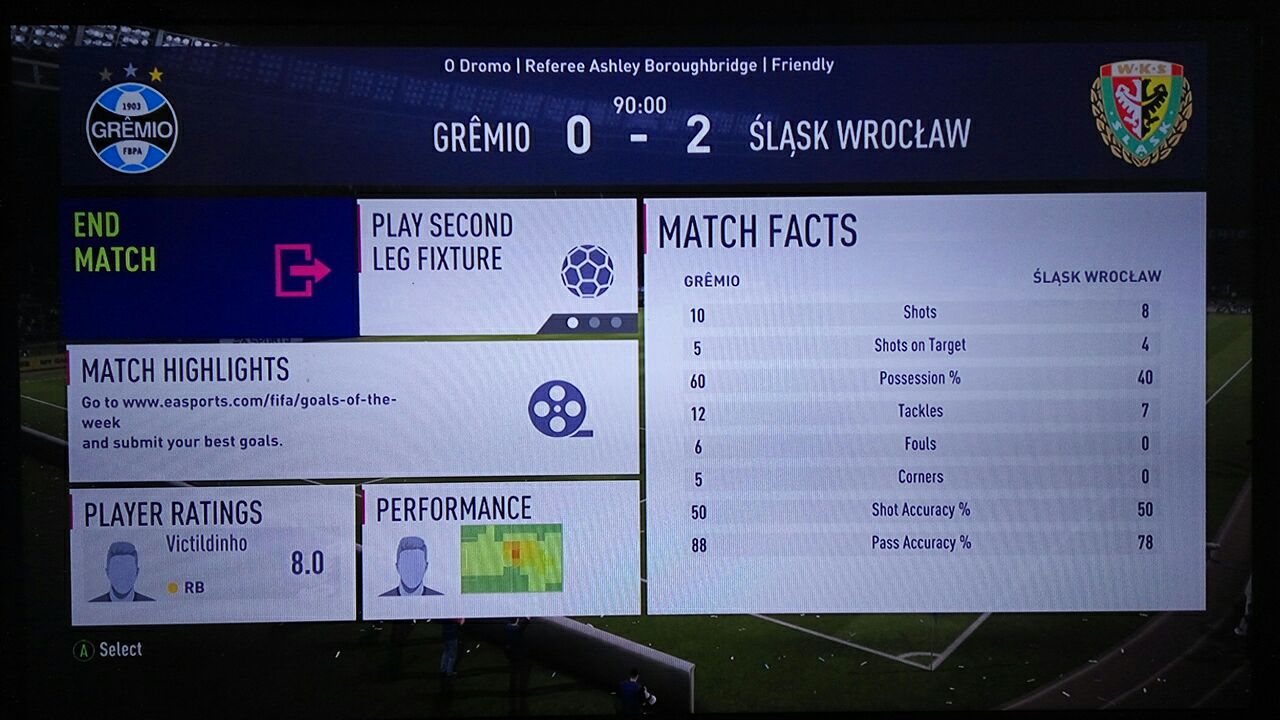 O Dromo | Referee Ashley Boroughbridge | Friendly
90:00
GRÊMIO 0 - 2 ŚLĄSK WROCŁAW
1903
GRÊMIO
FBPA
W·K·S
ŚLĄSK
END
MATCH
PLAY SECOND
LEG FIXTURE
MATCH HIGHLIGHTS
Go to www.easports.com/fifa/goals-of-the-
week
and submit your best goals.
PLAYER RATINGS
Victildinho
8.0
RB
PERFORMANCE
MATCH FACTS
GRÊMIO ŚLĄSK WROCŁAW
10 Shots 8
5 Shots on Target 4
60 Possession % 40
12 Tackles 7
6 Fouls 0
5 Corners 0
50 Shot Accuracy % 50
88 Pass Accuracy % 78
A Select